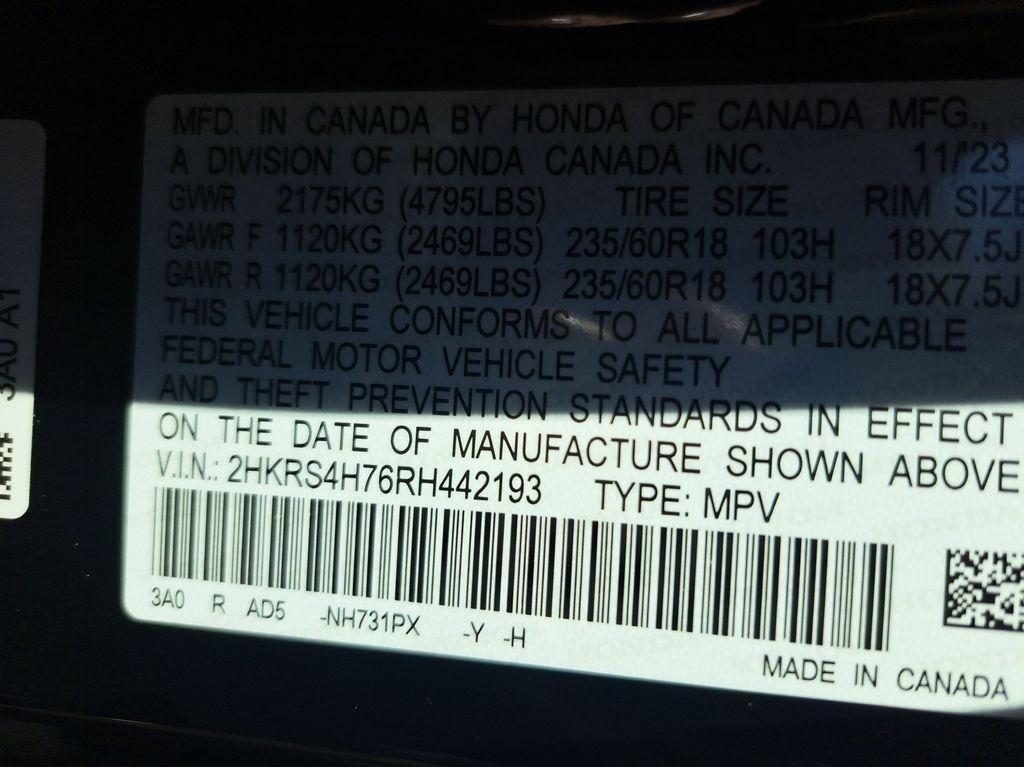 MFD. IN CANADA BY HONDA OF CANADA MFG.,
A DIVISION OF HONDA CANADA INC. 11/'23
GVWR 2175KG (4795LBS) TIRE SIZE RIM SIZE
GAWR F 1120KG (2469LBS) 235/60R18 103H 18X7.5J
GAWR R 1120KG (2469LBS) 235/60R18 103H 18X7.5J
THIS VEHICLE CONFORMS TO ALL APPLICABLE
FEDERAL MOTOR VEHICLE SAFETY
AND THEFT PREVENTION STANDARDS IN EFFECT
ON THE DATE OF MANUFACTURE SHOWN ABOVE
V.I.N.: 2HKRS4H76RH442193 TYPE: MPV
3A0 R AD5 -NH731PX -Y -H
MADE IN CANADA
3A0 A1